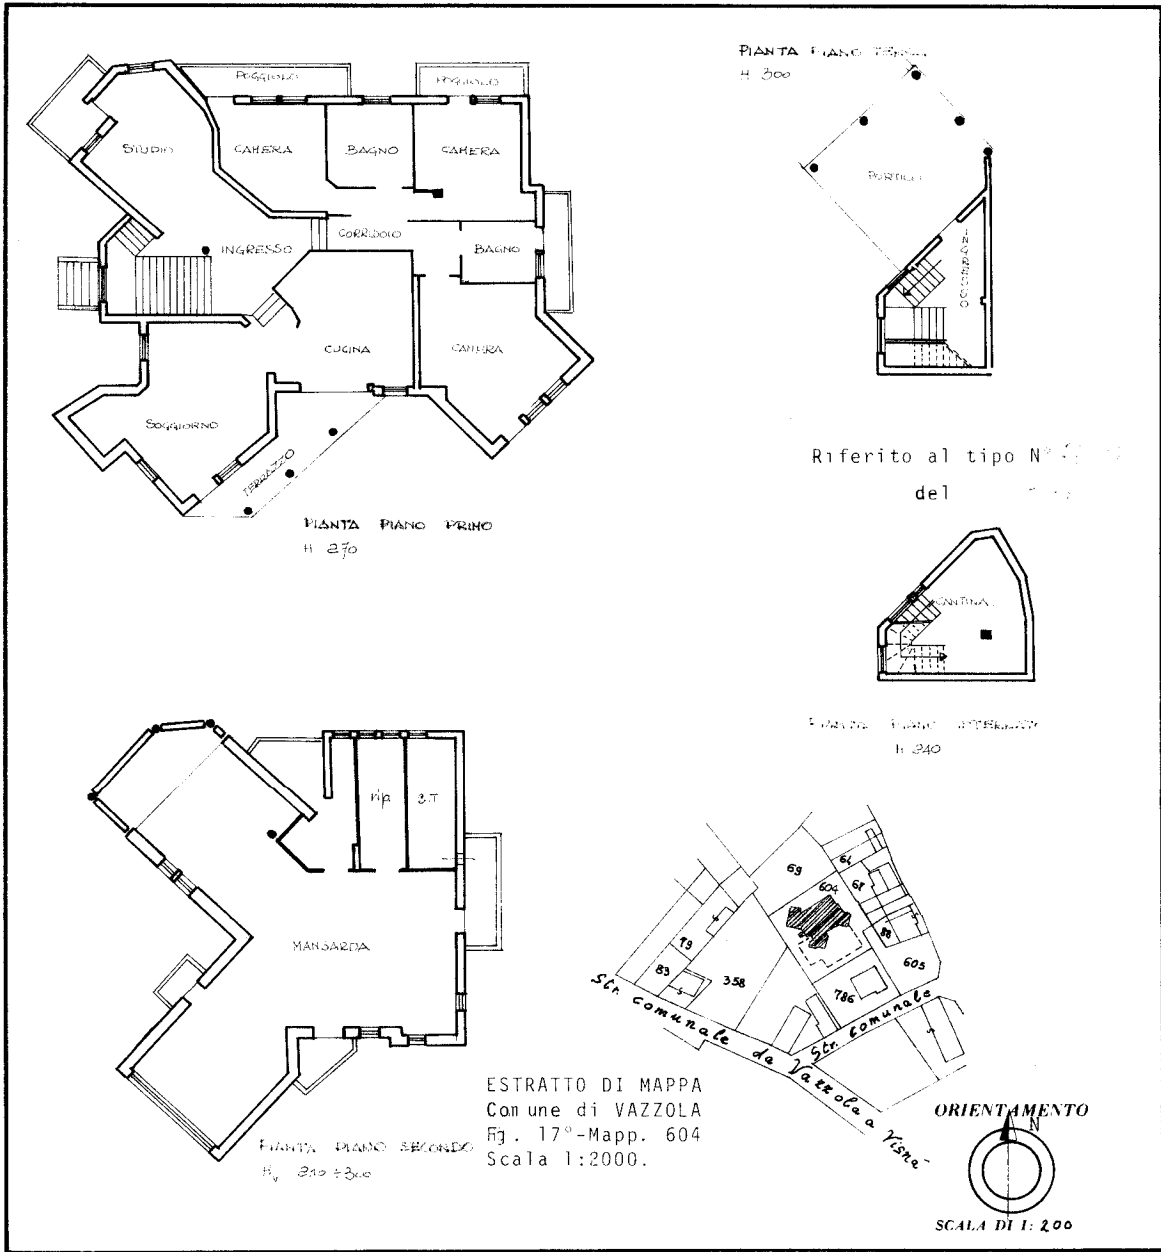 POGGIOLO
POGGIOLO
STUDIO
CAMERA
BAGNO
CAMERA
INGRESSO
CORRIDOIO
BAGNO
CUCINA
CAMERA
SOGGIORNO
TERRAZZO
PIANTA PIANO PRIMO
H 270
PIANTA PIANO
H 300
PORTICO
INGRESSO
Riferito al tipo N°
del
CANTINA
PIANTA PIANO INTERRATO
H 240
rip.
MANSARDA
PIANTA PIANO SECONDO
69
64
604
68
79
88
83
358
605
786
Str. comunale da Vazzola a Visnà
Str. comunale
ESTRATTO DI MAPPA
Comune di VAZZOLA
Fg. 17°-Mapp. 604
Scala 1:2000.
ORIENTAMENTO
N
SCALA DI 1: 200